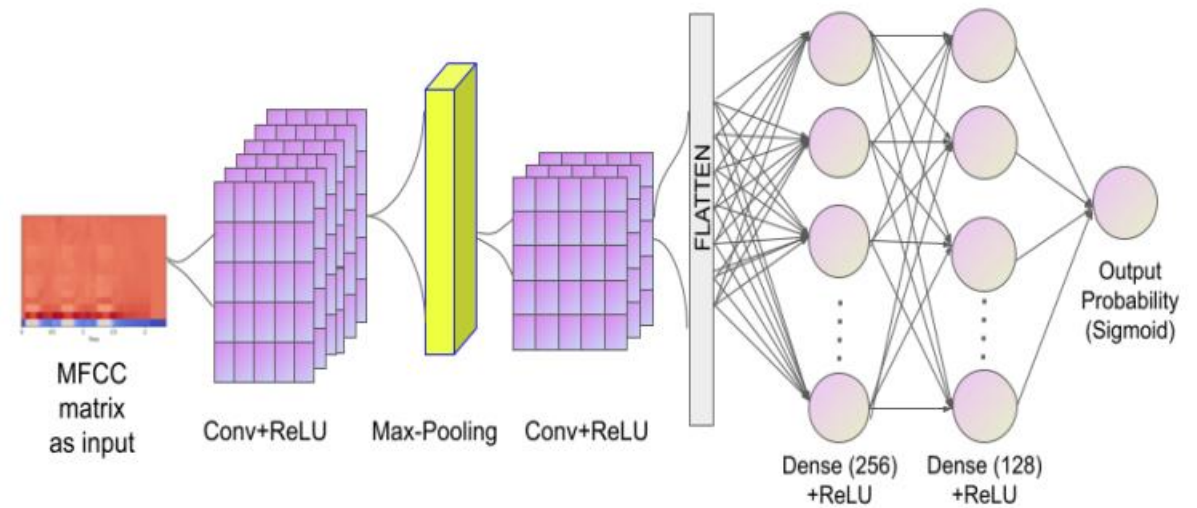 MFCC
matrix
as input
Conv+ReLU
Max-Pooling
Conv+ReLU
FLATTEN
Dense (256)
+ReLU
Dense (128)
+ReLU
Output
Probability
(Sigmoid)